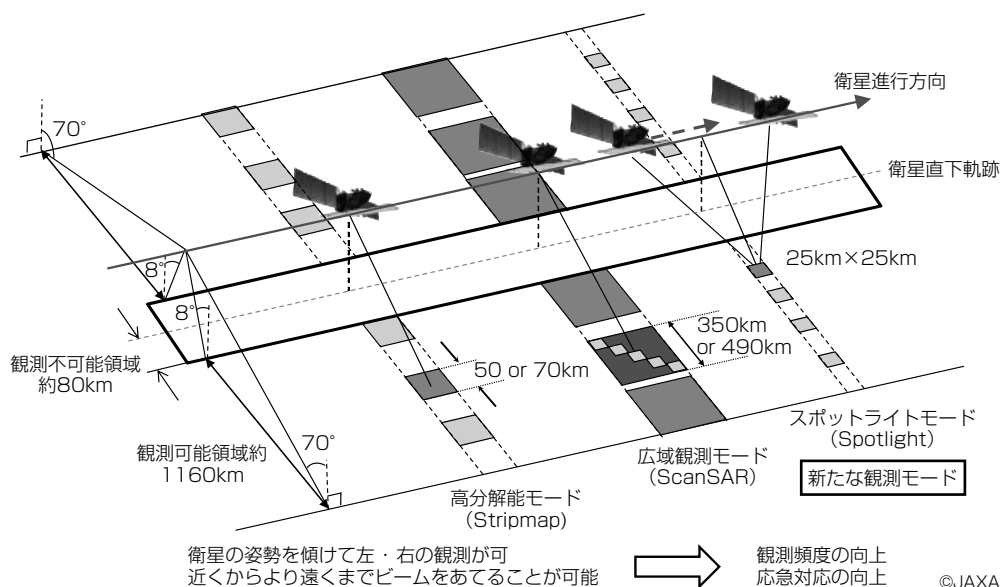 衛星進行方向
70°
衛星直下軌跡
8°
25km×25km
8°
350km
or 490km
観測不可能領域
約80km
50 or 70km
スポットライトモード
(Spotlight)
70°
観測可能領域約
1160km
広域観測モード
(ScanSAR)
新たな観測モード
高分解能モード
(Stripmap)
衛星の姿勢を傾けて左・右の観測が可
近くからより遠くまでビームをあてることが可能
観測頻度の向上
応急対応の向上
©JAXA